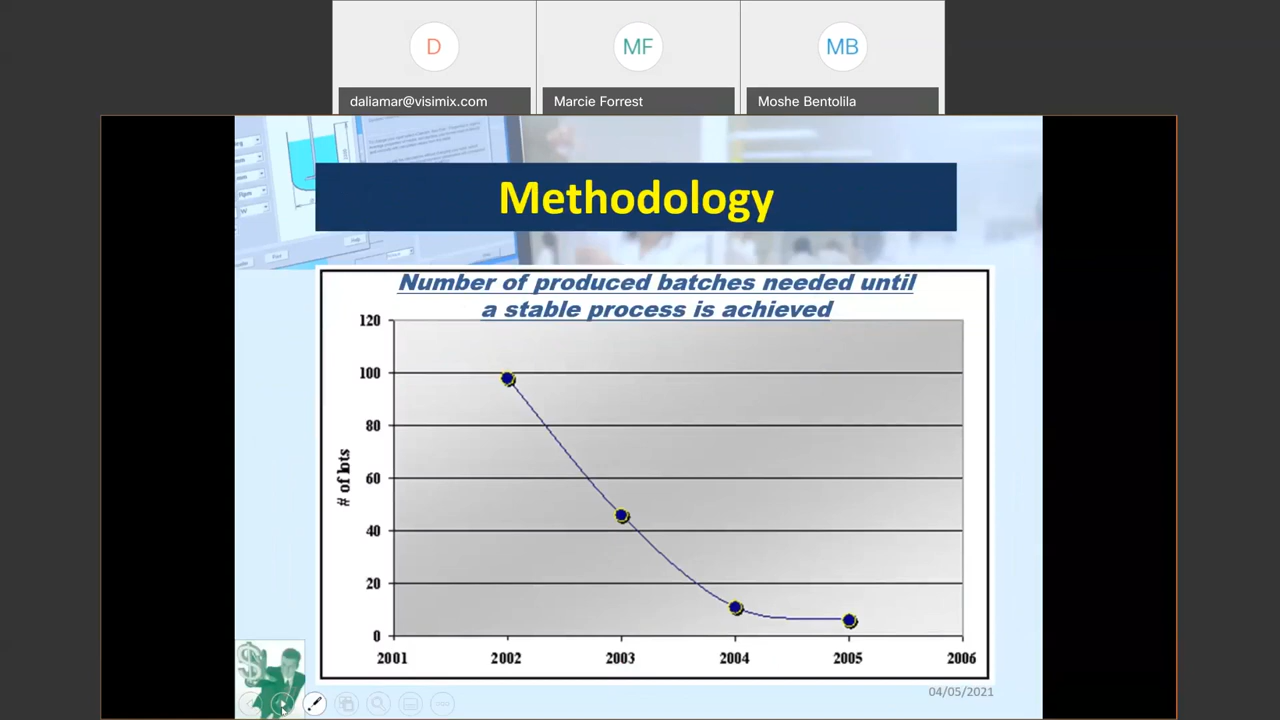 D
MF
MB
daliamar@visimix.com
Marcie Forrest
Moshe Bentolila
Methodology
Number of produced batches needed until
a stable process is achieved
120
100
80
60
40
20
0
# of lots
2001 2002 2003 2004 2005 2006
04/05/2021